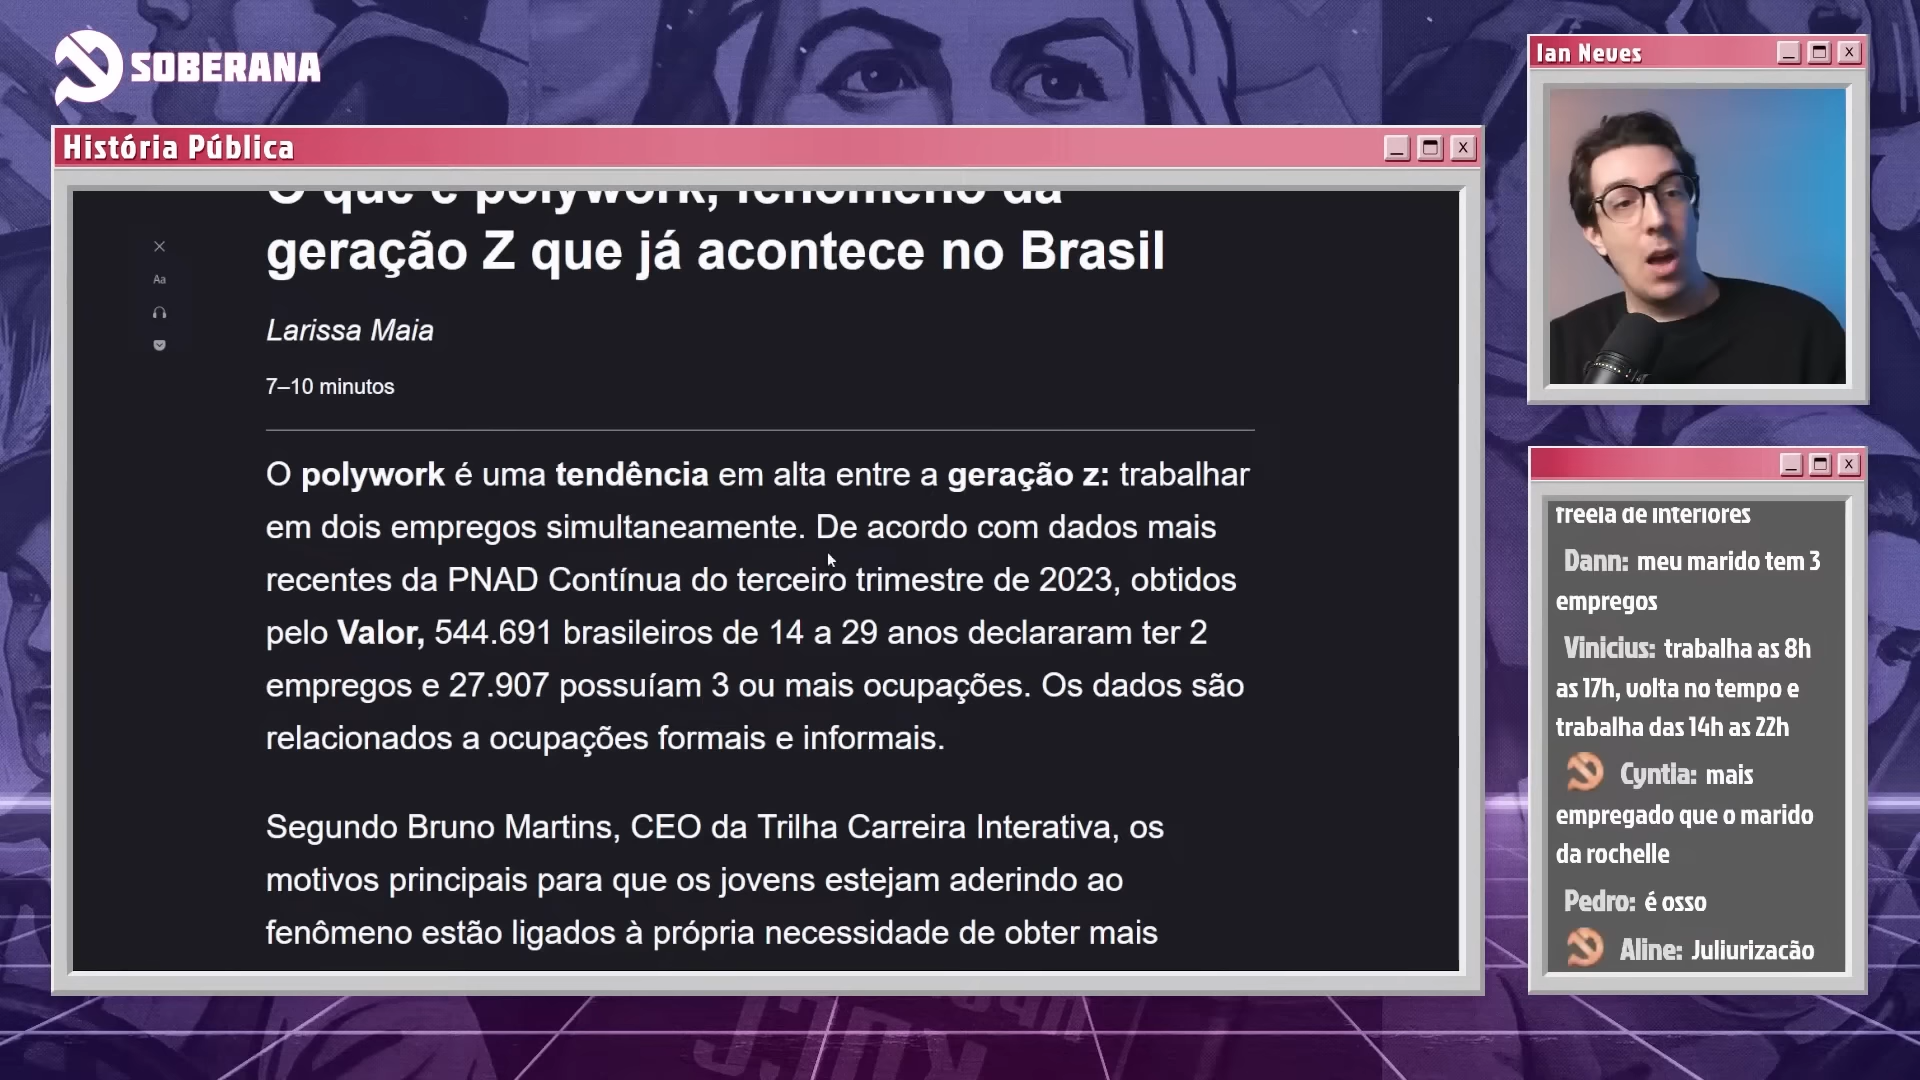 SOBERANA
História Pública
O que é polywork, fenômeno da
geração Z que já acontece no Brasil
Larissa Maia
7–10 minutos
O polywork é uma tendência em alta entre a geração z: trabalhar
em dois empregos simultaneamente. De acordo com dados mais
recentes da PNAD Contínua do terceiro trimestre de 2023, obtidos
pelo Valor, 544.691 brasileiros de 14 a 29 anos declararam ter 2
empregos e 27.907 possuíam 3 ou mais ocupações. Os dados são
relacionados a ocupações formais e informais.
Segundo Bruno Martins, CEO da Trilha Carreira Interativa, os
motivos principais para que os jovens estejam aderindo ao
fenômeno estão ligados à própria necessidade de obter mais
Aa
Ian Neves
freela de interiores
Dann: meu marido tem 3
empregos
Vinicius: trabalha as 8h
as 17h, volta no tempo e
trabalha das 14h as 22h
Cyntia: mais
empregado que o marido
da rochelle
Pedro: é osso
Aline: Juliurizacão